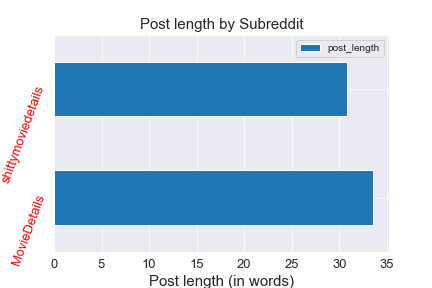 Post length by Subreddit
post_length
shittymoviedetails
MovieDetails
0 5 10 15 20 25 30 35
Post length (in words)